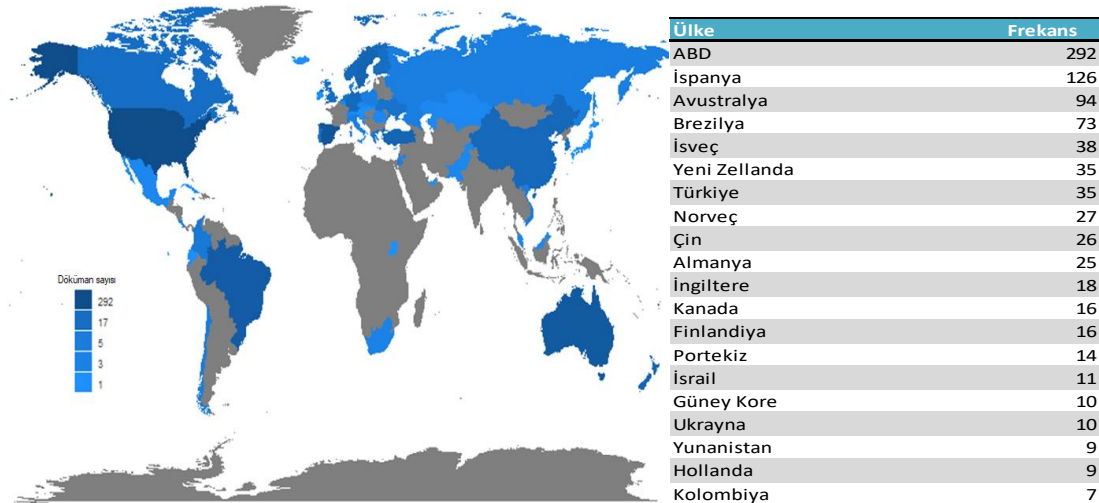 Döküman sayısı
292
17
5
3
1
Ülke Frekans
ABD 292
İspanya 126
Avustralya 94
Brezilya 73
İsveç 38
Yeni Zellanda 35
Türkiye 35
Norveç 27
Çin 26
Almanya 25
İngiltere 18
Kanada 16
Finlandiya 16
Portekiz 14
İsrail 11
Güney Kore 10
Ukrayna 10
Yunanistan 9
Hollanda 9
Kolombiya 7